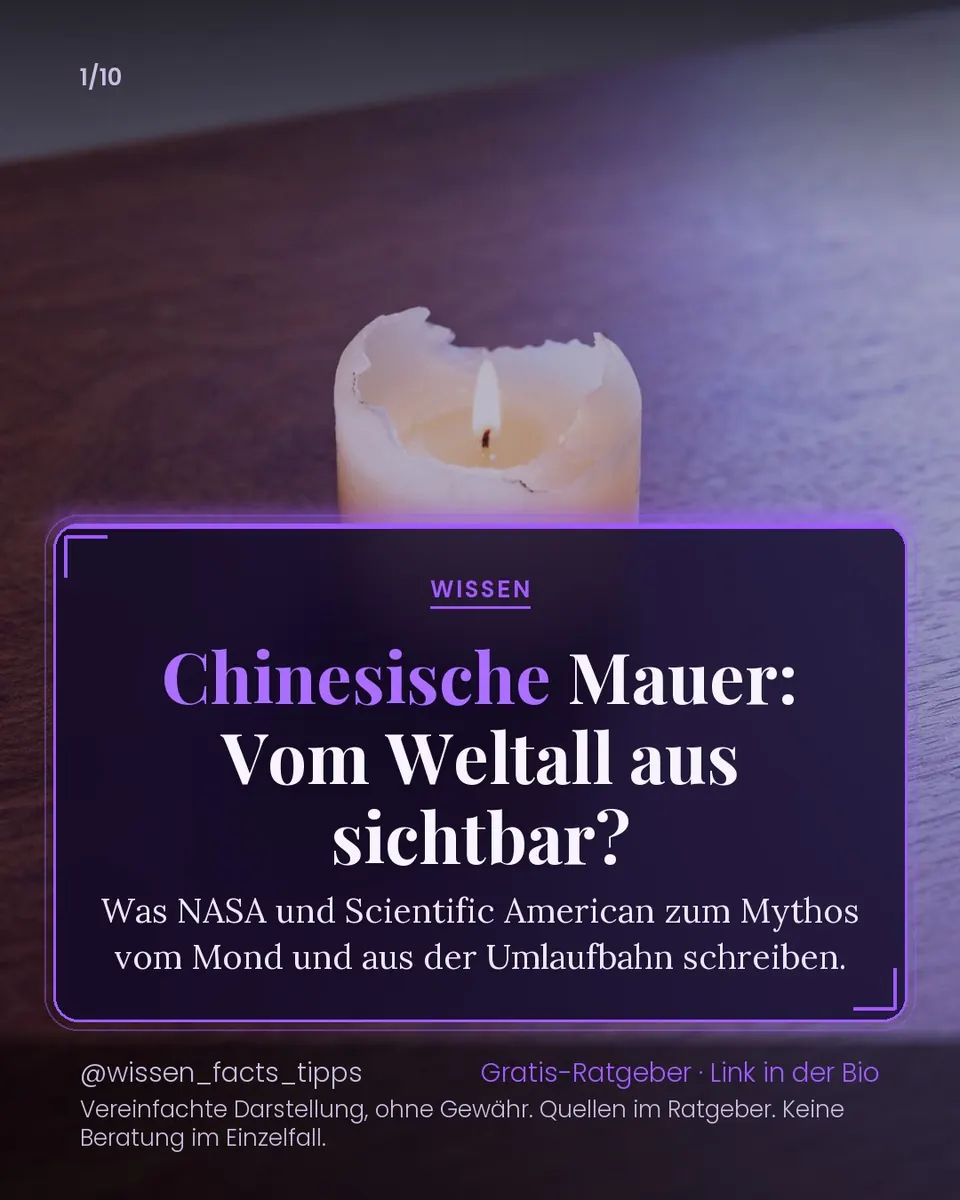 1/10
WISSEN
Chinesische Mauer:
Vom Weltall aus
sichtbar?
Was NASA und Scientific American zum Mythos
vom Mond und aus der Umlaufbahn schreiben.
@wissen_facts_tipps
Gratis-Ratgeber · Link in der Bio
Vereinfachte Darstellung, ohne Gewähr. Quellen im Ratgeber. Keine
Beratung im Einzelfall.